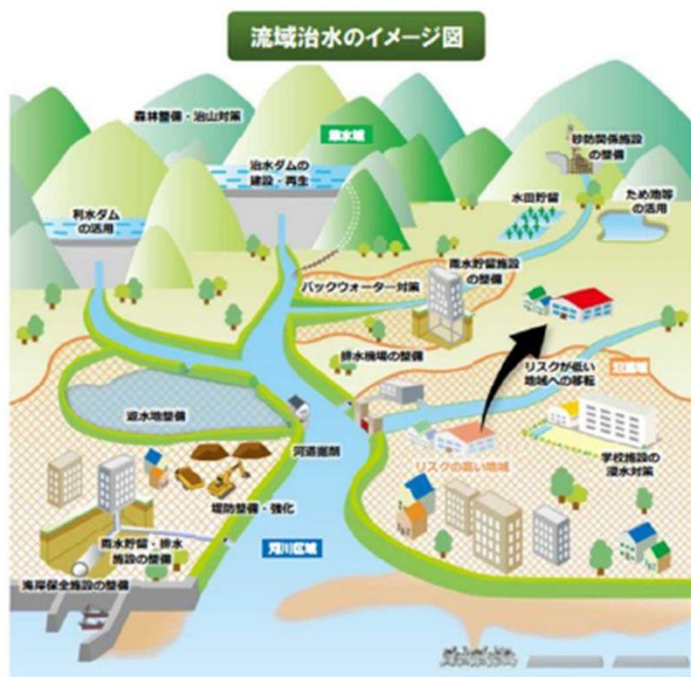 流域治水のイメージ図
森林整備・治山対策
集水域
砂防関係施設
の整備
治水ダムの
建設・再生
水田貯留
ため池等
の活用
利水ダム
の活用
雨水貯留施設
の整備
バックウォーター対策
排水機場の整備
リスクが低い
地域への移転
氾濫域
遊水地整備
河道掘削
リスクの高い地域
学校施設の
浸水対策
堤防整備・強化
雨水貯留・排水
施設の整備
河川区域
海岸保全施設の整備